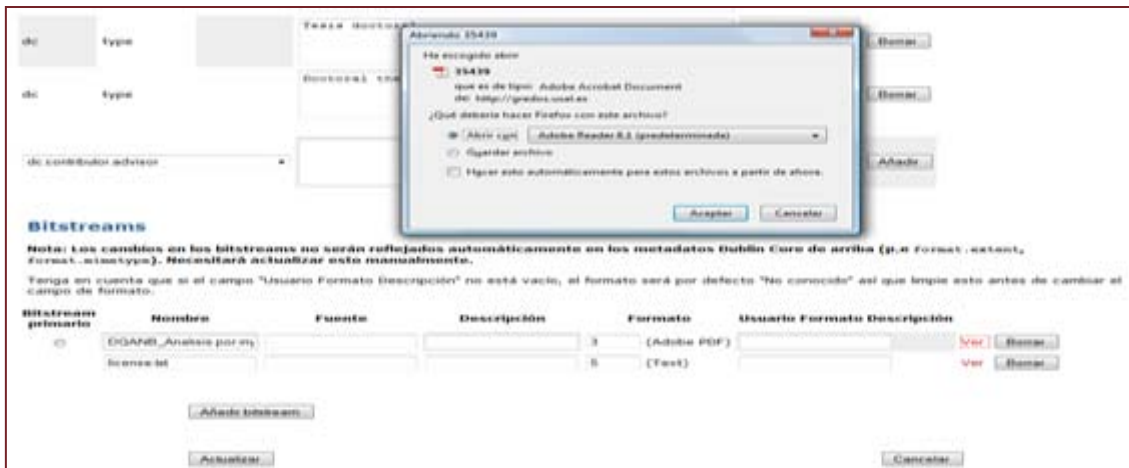 Tesis doctoral
dc type Borrar
Abriendo 35439
Ha escogido abrir
35439
que es de tipo: Adobe Acrobat Document
de: http://gredos.usal.es
¿Qué debería hacer Firefox con este archivo?
Abrir con Adobe Reader 8.1 (predeterminada)
Guardar archivo
Hacer esto automáticamente para estos archivos a partir de ahora.
Aceptar Cancelar
Doctoral
dc type Borrar
dc.contributor.advisor Añadir
Bitstreams
Nota: Los cambios en los bitstreams no serán reflejados automáticamente en los metadatos Dublin Core de arriba (p.e format.extent,
format.mimetype). Necesitará actualizar esto manualmente.
Tenga en cuenta que si el campo "Usuario Formato Descripción" no está vacío, el formato será por defecto "No conocido" así que limpie esto antes de cambiar el
campo de formato.
Bitstream
primario Nombre Fuente Descripción Formato Usuario Formato Descripción
DGANB_Analisis por 3 (Adobe PDF) Ver Borrar
license.txt 5 (Text) Ver Borrar
Añadir bitstream
Actualizar Cancelar